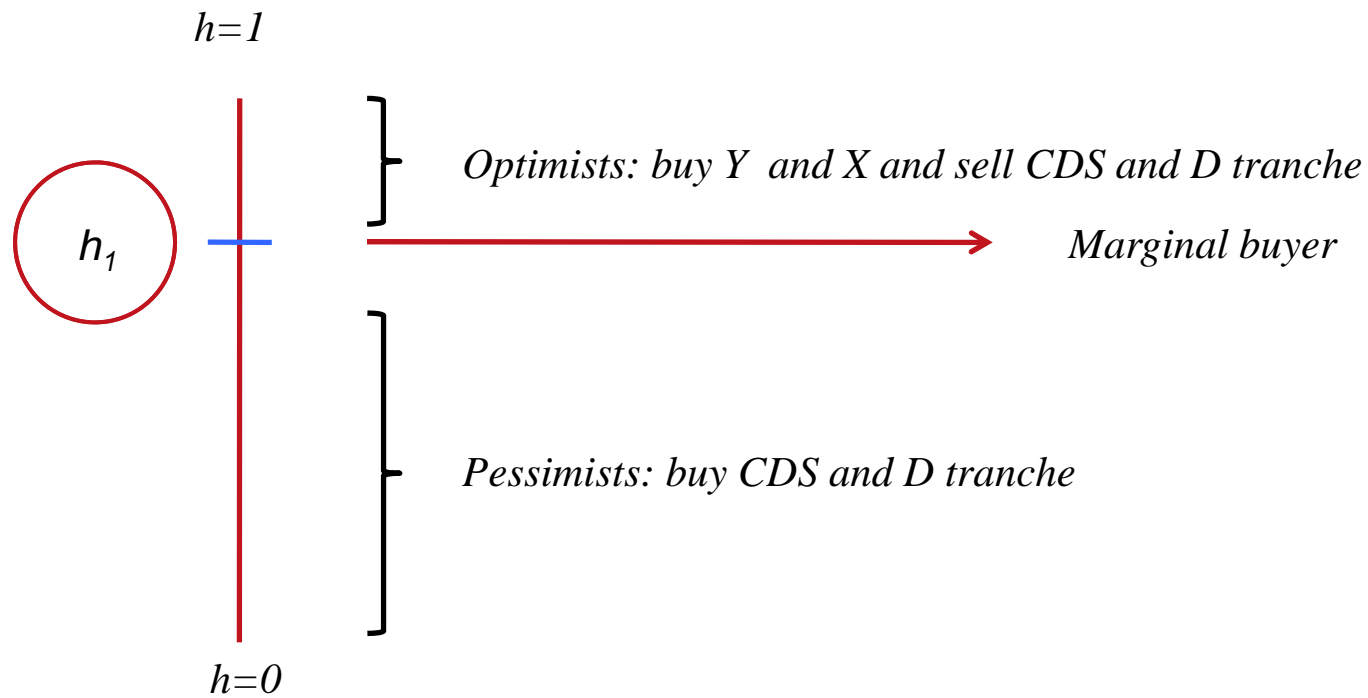 h=1
Optimists: buy Y and X and sell CDS and D tranche
h₁
Marginal buyer
Pessimists: buy CDS and D tranche
h=0